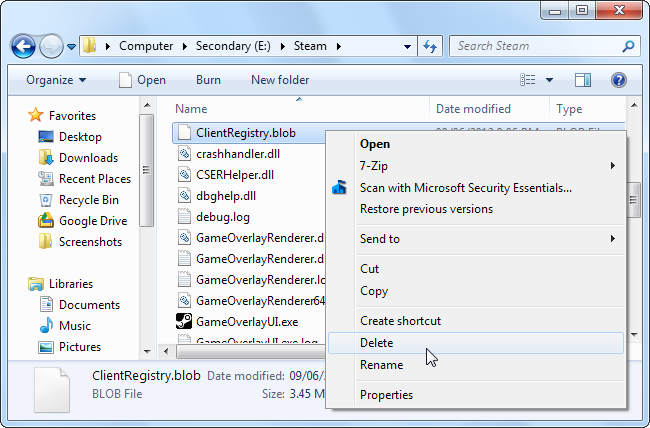 Computer Secondary (E:) Steam Search Steam
Organize Open Burn New folder
Favorites
Desktop
Downloads
Recent Places
Recycle Bin
Google Drive
Screenshots
Libraries
Documents
Music
Pictures
Name Date modified Type
ClientRegistry.blob
crashhandler.dll
CSERHelper.dll
dbghelp.dll
debug.log
GameOverlayRenderer.d
GameOverlayRenderer.dl
GameOverlayRenderer.lo
GameOverlayRenderer64
GameOverlayUI.exe
GameOverlayUI.exe.log
Open
7-Zip
Scan with Microsoft Security Essentials...
Restore previous versions
Send to
Cut
Copy
Create shortcut
Delete
Rename
Properties
ClientRegistry.blob Date modified: 09/06/
BLOB File Size: 3.45 M